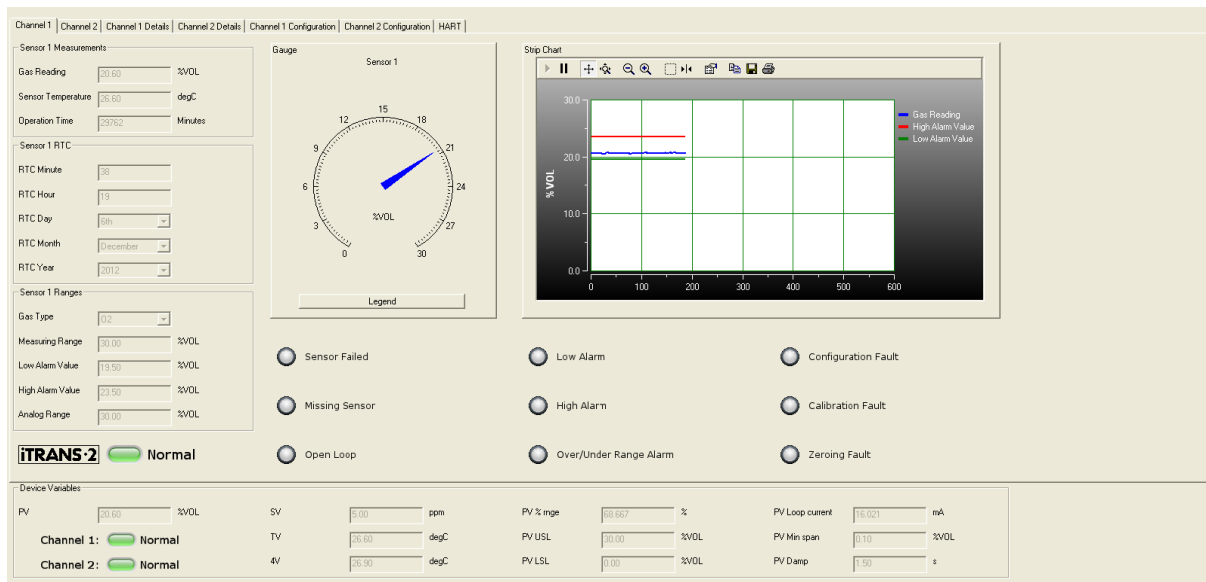 Channel 1 Channel 2 Channel 1 Details Channel 2 Details Channel 1 Configuration Channel 2 Configuration HART
Sensor 1 Measurements
Gas Reading 20.60 %VOL
Sensor Temperature 26.60 degC
Operation Time 29762 Minutes
Sensor 1 RTC
RTC Minute 38
RTC Hour 19
RTC Day 6th
RTC Month December
RTC Year 2012
Sensor 1 Ranges
Gas Type O2
Measuring Range 30.00 %VOL
Low Alarm Value 19.50 %VOL
High Alarm Value 23.50 %VOL
Analog Range 30.00 %VOL
iTRANS·2 Normal
Gauge
Sensor 1
15
12 18
9 21
6 24
%VOL
3 27
0 30
Legend
Strip Chart
30.0
20.0
10.0
0.0
%VOL
0 100 200 300 400 500 600
Gas Reading
High Alarm Value
Low Alarm Value
Sensor Failed Low Alarm Configuration Fault
Missing Sensor High Alarm Calibration Fault
Open Loop Over/Under Range Alarm Zeroing Fault
Device Variables
PV 20.60 %VOL SV 5.00 ppm PV % rnge 68.667 % PV Loop current 16.021 mA
Channel 1: Normal TV 26.60 degC PV USL 30.00 %VOL PV Min span 0.10 %VOL
Channel 2: Normal 4V 26.90 degC PV LSL 0.00 %VOL PV Damp 1.50 s